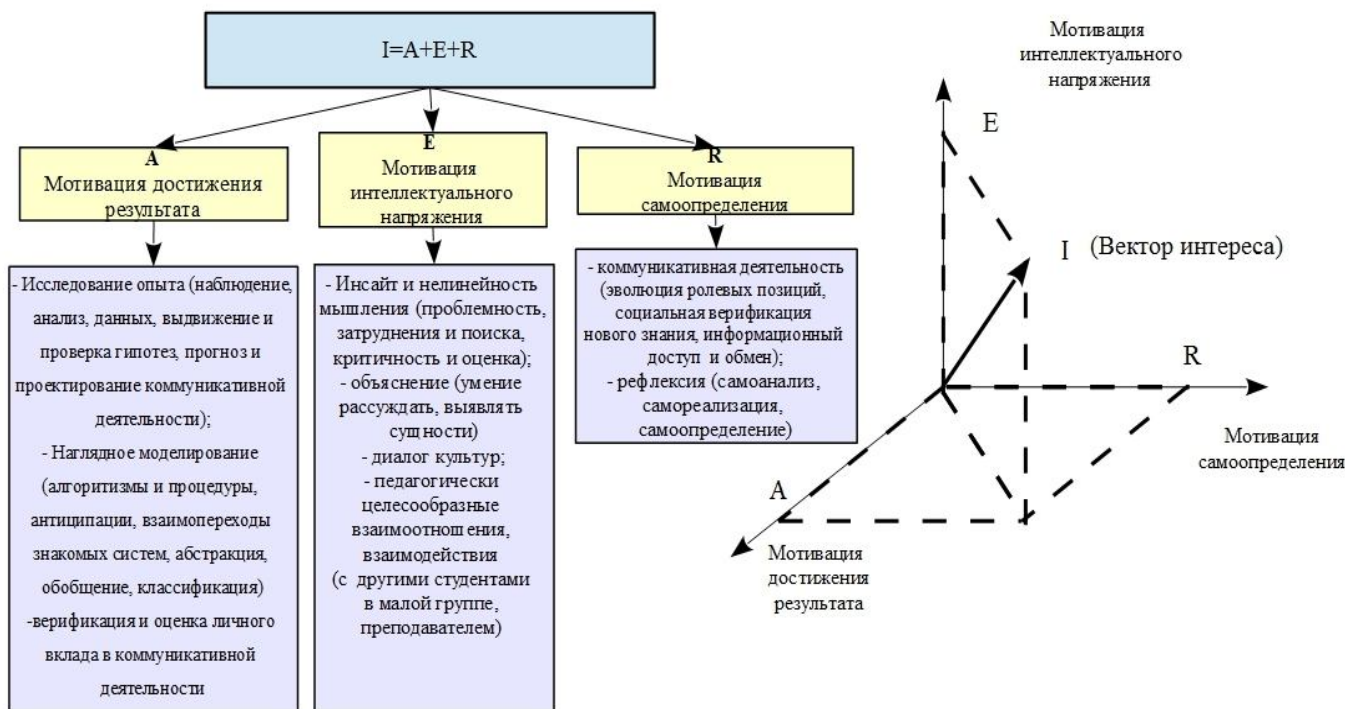 I=A+E+R
A
Мотивация достижения
результата
E
Мотивация
интеллектуального
напряжения
R
Мотивация
самоопределения
- Исследование опыта (наблюдение,
анализ, данных, выдвижение и
проверка гипотез, прогноз и
проектирование коммуникативной
деятельности);
- Наглядное моделирование
(алгоритмы и процедуры,
антиципации, взаимопереходы
знакомых систем, абстракция,
обобщение, классификация)
-верификация и оценка личного
вклада в коммуникативной
деятельности
- Инсайт и нелинейность
мышления (проблемность,
затруднения и поиска,
критичность и оценка);
- объяснение (умение
рассуждать, выявлять
сущности)
- диалог культур;
- педагогически
целесообразные
взаимоотношения,
взаимодействия
(с другими студентами
в малой группе,
преподавателем)
- коммуникативная деятельность
(эволюция ролевых позиций,
социальная верификация
нового знания, информационный
доступ и обмен);
- рефлексия (самоанализ,
самореализация,
самоопределение)
Мотивация
интеллектуального
напряжения
E
I (Вектор интереса)
R
Мотивация
самоопределения
A
Мотивация
достижения
результата